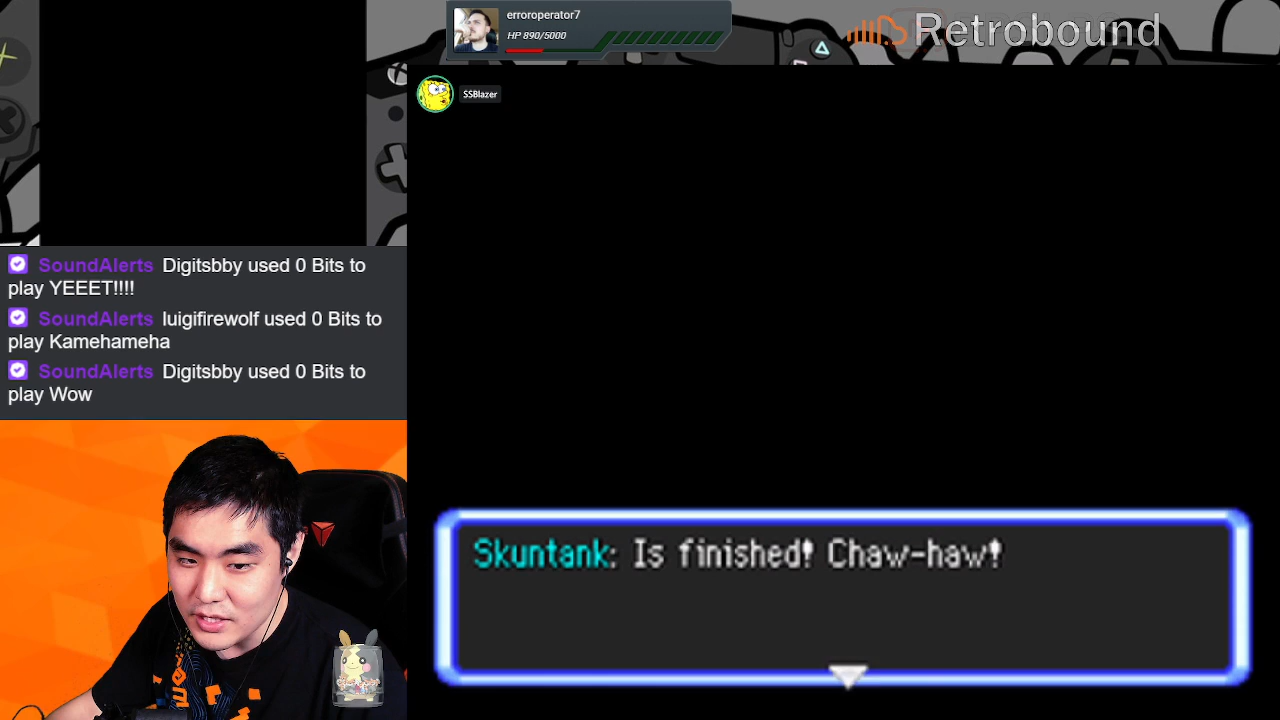 erroroperator7
HP 890/5000
Retrobound
SSBlazer
SoundAlerts Digitsbby used 0 Bits to
play YEEET!!!!
SoundAlerts luigifirewolf used 0 Bits to
play Kamehameha
SoundAlerts Digitsbby used 0 Bits to
play Wow
Skuntank: Is finished! Chaw-haw!